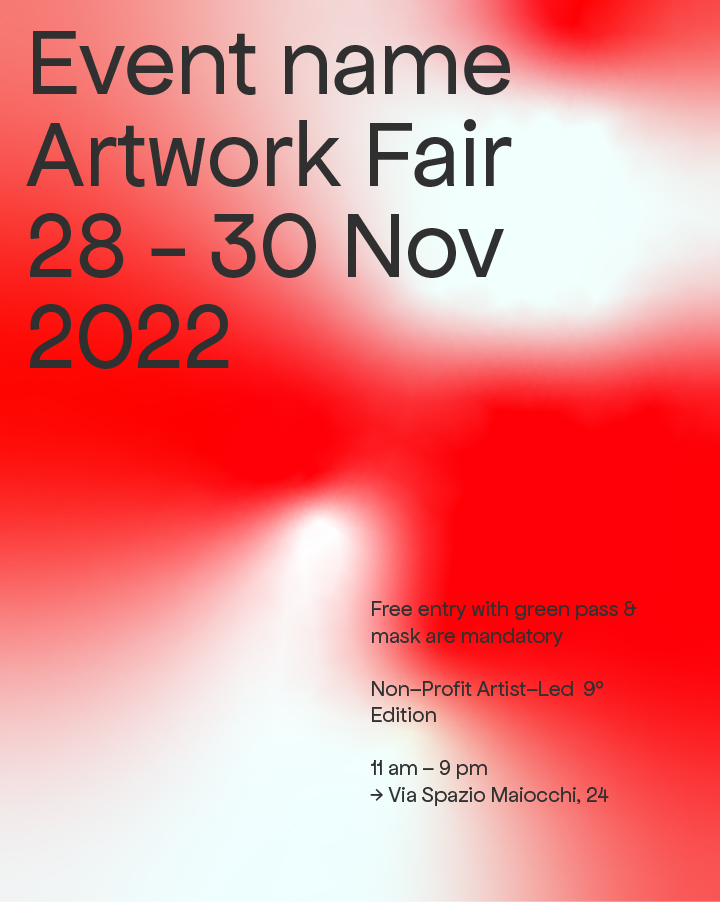 Event name
Artwork Fair
28 – 30 Nov
2022
Free entry with green pass &
mask are mandatory
Non–Profit Artist–Led  9°
Edition
11 am – 9 pm
→ Via Spazio Maiocchi, 24